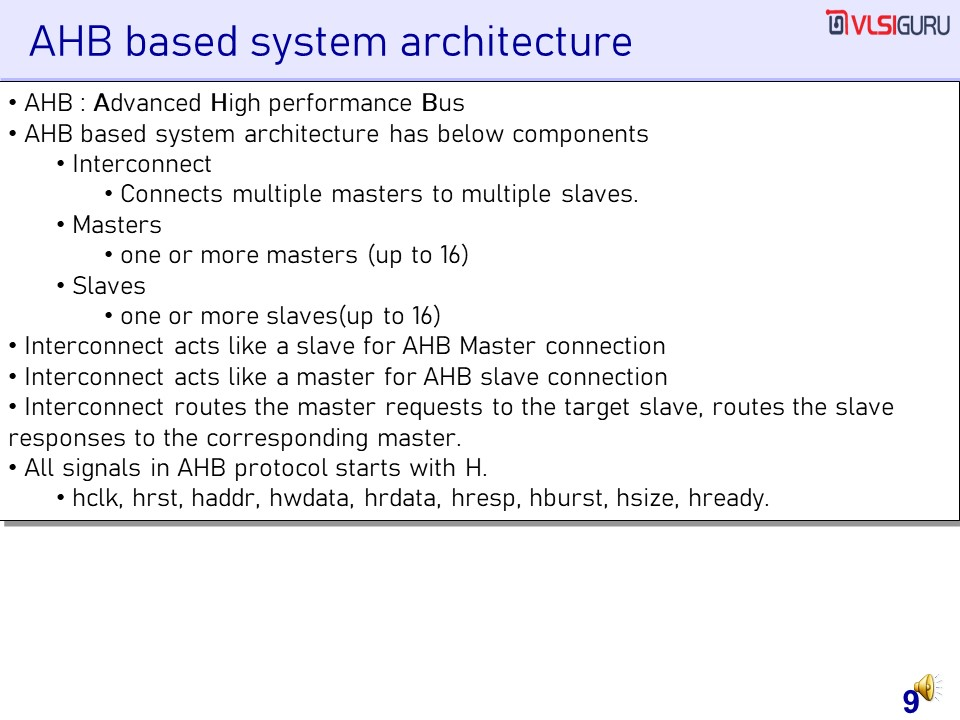 AHB based system architecture
VLSIGURU
• AHB : Advanced High performance Bus
• AHB based system architecture has below components
• Interconnect
• Connects multiple masters to multiple slaves.
• Masters
• one or more masters (up to 16)
• Slaves
• one or more slaves(up to 16)
• Interconnect acts like a slave for AHB Master connection
• Interconnect acts like a master for AHB slave connection
• Interconnect routes the master requests to the target slave, routes the slave
responses to the corresponding master.
• All signals in AHB protocol starts with H.
• hclk, hrst, haddr, hwdata, hrdata, hresp, hburst, hsize, hready.
9